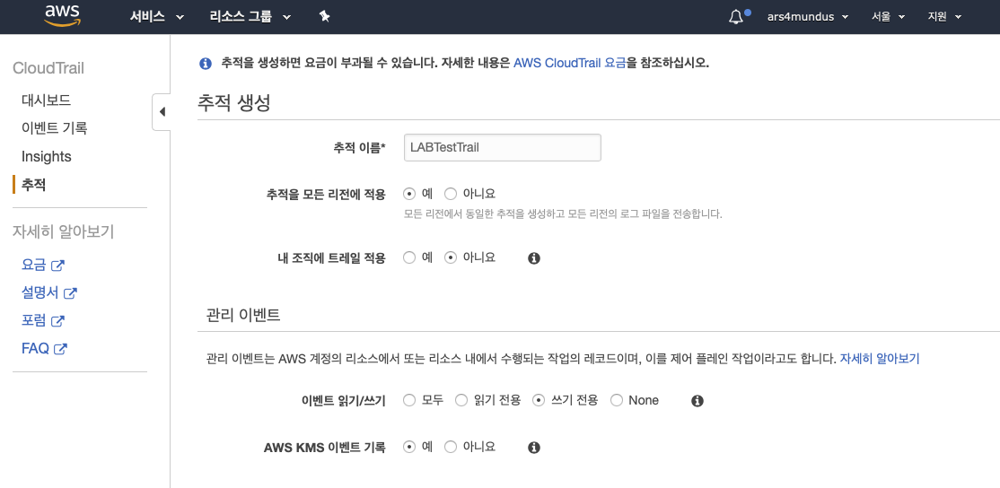 aws 서비스 리소스 그룹 ars4mundus 서울 지원
CloudTrail
대시보드
이벤트 기록
Insights
추적
자세히 알아보기
요금
설명서
포럼
FAQ
추적을 생성하면 요금이 부과될 수 있습니다. 자세한 내용은 AWS CloudTrail 요금을 참조하십시오.
추적 생성
추적 이름* LABTestTrail
추적을 모든 리전에 적용 예 아니요
모든 리전에서 동일한 추적을 생성하고 모든 리전의 로그 파일을 전송합니다.
내 조직에 트레일 적용 예 아니요
관리 이벤트
관리 이벤트는 AWS 계정의 리소스에서 또는 리소스 내에서 수행되는 작업의 레코드이며, 이를 제어 플레인 작업이라고도 합니다. 자세히 알아보기
이벤트 읽기/쓰기 모두 읽기 전용 쓰기 전용 None
AWS KMS 이벤트 기록 예 아니요